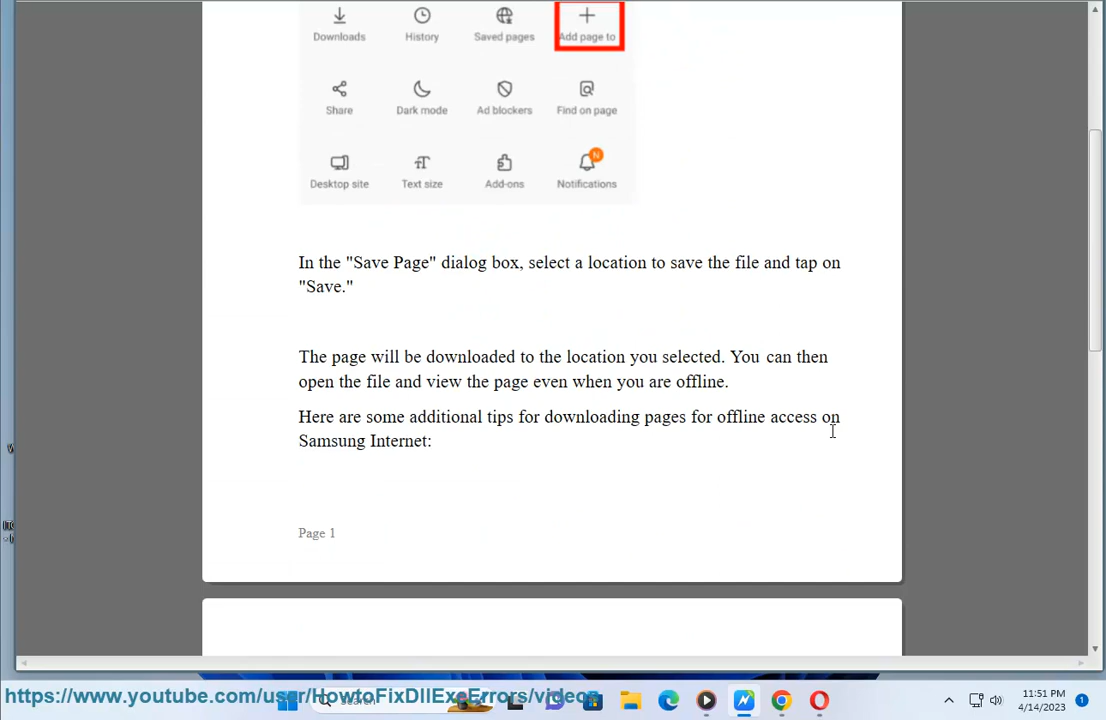 Downloads History Saved pages Add page to
Share Dark mode Ad blockers Find on page
N
Desktop site Text size Add-ons Notifications
In the "Save Page" dialog box, select a location to save the file and tap on
"Save."
The page will be downloaded to the location you selected. You can then
open the file and view the page even when you are offline.
Here are some additional tips for downloading pages for offline access on
Samsung Internet:
Page 1
https://www.youtube.com/user/HowtoFixDllExeErrors/videos
Search
11:51 PM
4/14/2023
1